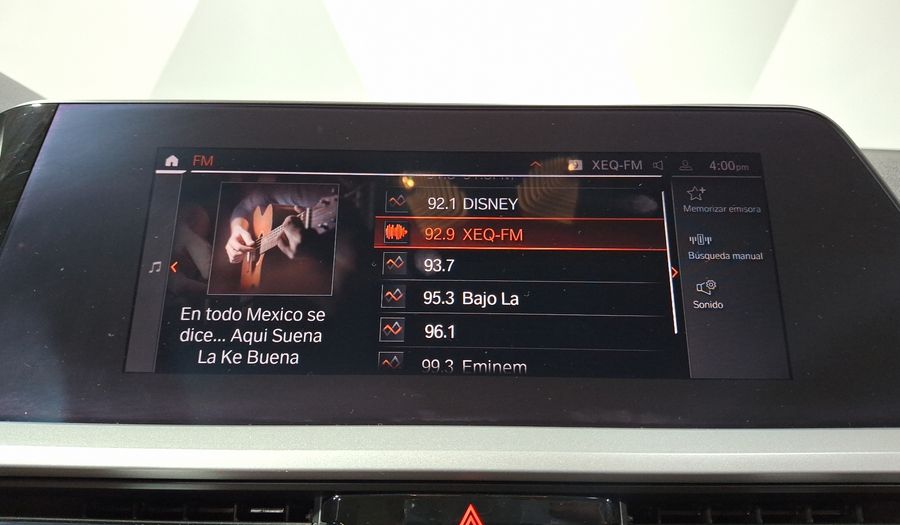 FM
XEQ-FM
4:00pm
92.1 DISNEY
92.9 XEQ-FM
93.7
95.3 Bajo La
96.1
99.3 Eminem
En todo Mexico se
dice... Aqui Suena
La Ke Buena
Memorizar emisora
Búsqueda manual
Sonido